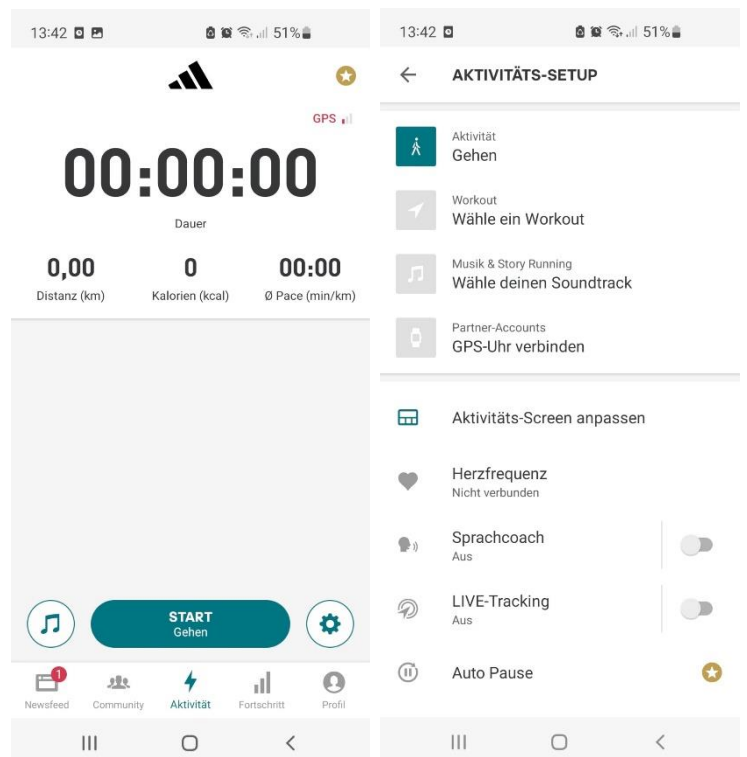 13:42
51%
GPS
00:00:00
Dauer
0,00
0
00:00
Distanz (km)
Kalorien (kcal)
Ø Pace (min/km)
START
Gehen
1
Newsfeed
Community
Aktivität
Fortschritt
Profil
13:42
51%
AKTIVITÄTS-SETUP
Aktivität
Gehen
Workout
Wähle ein Workout
Musik & Story Running
Wähle deinen Soundtrack
Partner-Accounts
GPS-Uhr verbinden
Aktivitäts-Screen anpassen
Herzfrequenz
Nicht verbunden
Sprachcoach
Aus
LIVE-Tracking
Aus
Auto Pause